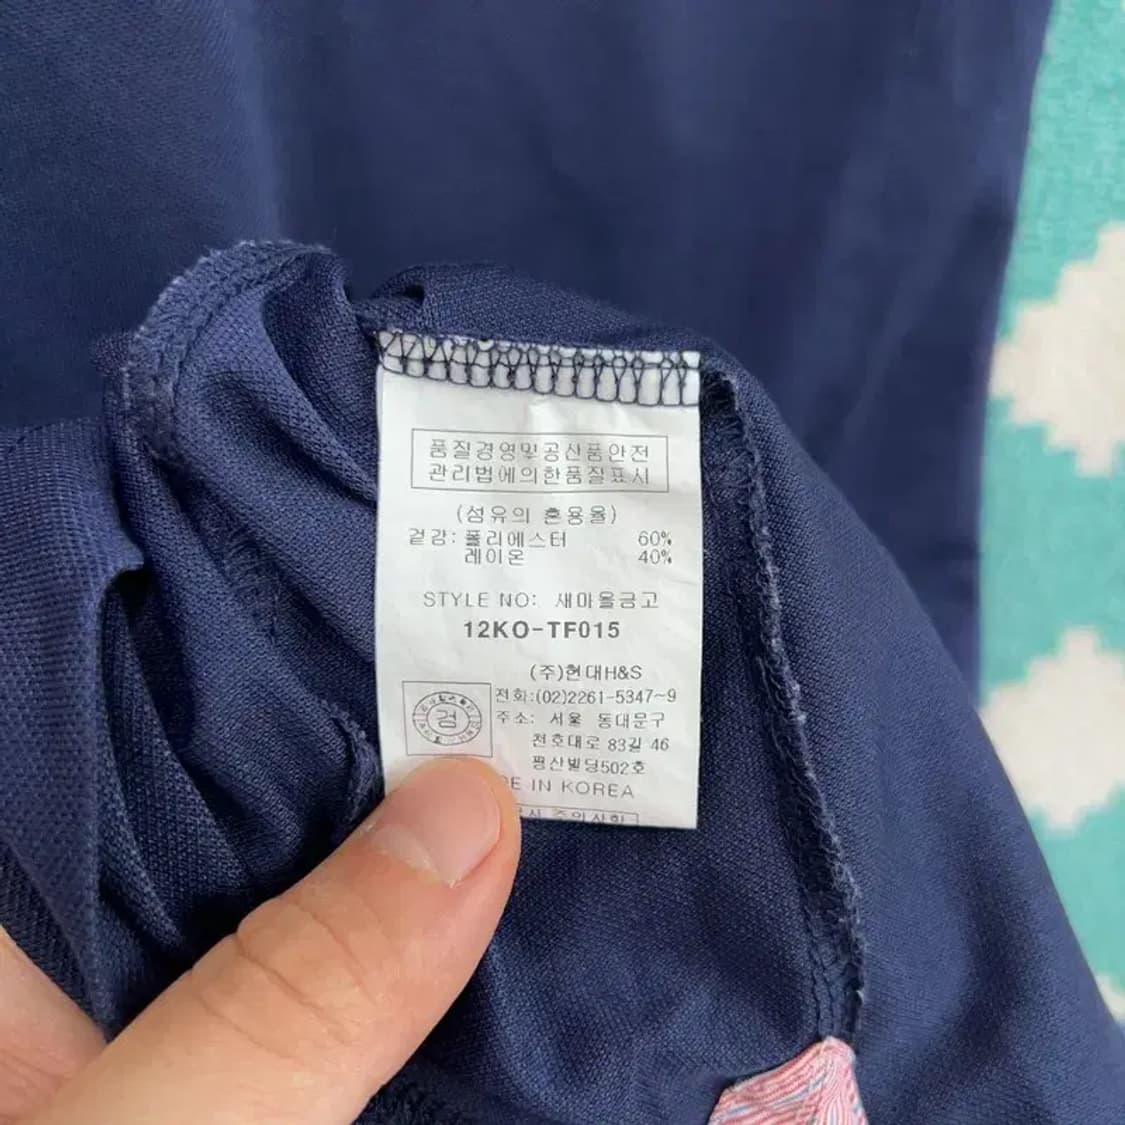 품질경영및공산품안전
관리법에의한품질표시
(섬유의 혼용율)
겉감: 폴리에스터 60%
레이온 40%
STYLE NO: 새마을금고
12KO-TF015
(주)현대H&S
검
전화:(02)2261-5347~9
주소: 서울 동대문구
천호대로 83길 46
평산빌딩502호
IN KOREA
주의사항